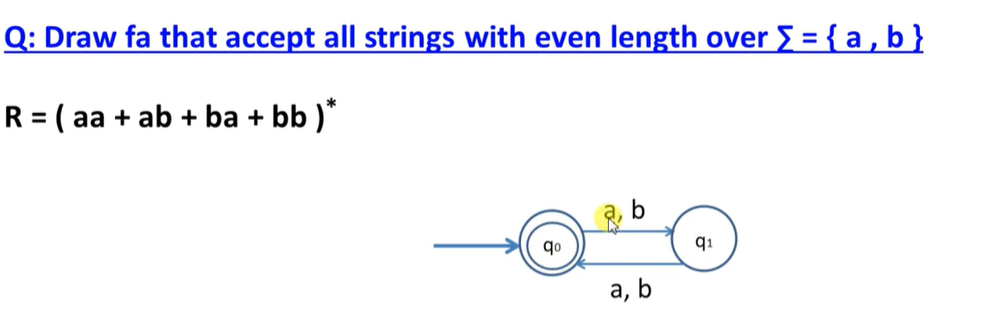 Q: Draw fa that accept all strings with even length over ∑ = { a , b }
R = ( aa + ab + ba + bb )*
a, b
q0
q1
a, b